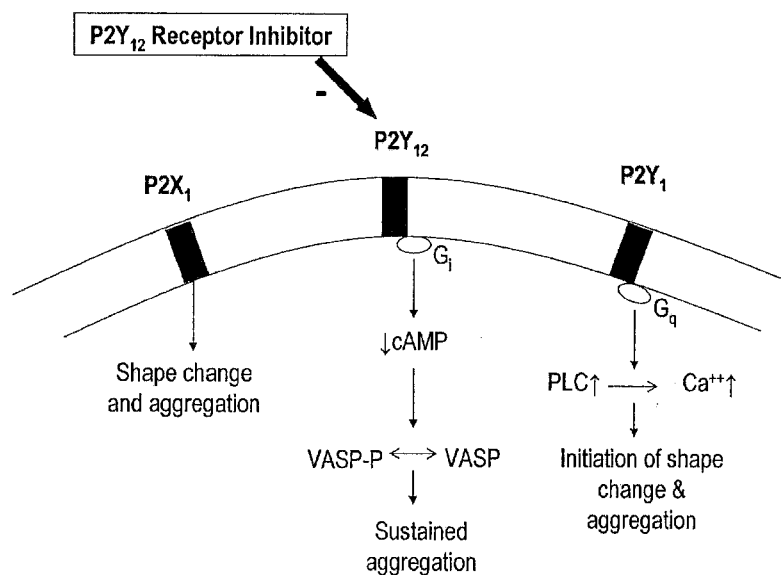 P2Y₁₂ Receptor Inhibitor
-
P2Y₁₂
P2X₁
P2Y₁
Gᵢ
G_q
↓cAMP
Shape change
and aggregation
PLC↑ → Ca⁺⁺↑
VASP-P ↔ VASP
Initiation of shape
change &
aggregation
Sustained
aggregation